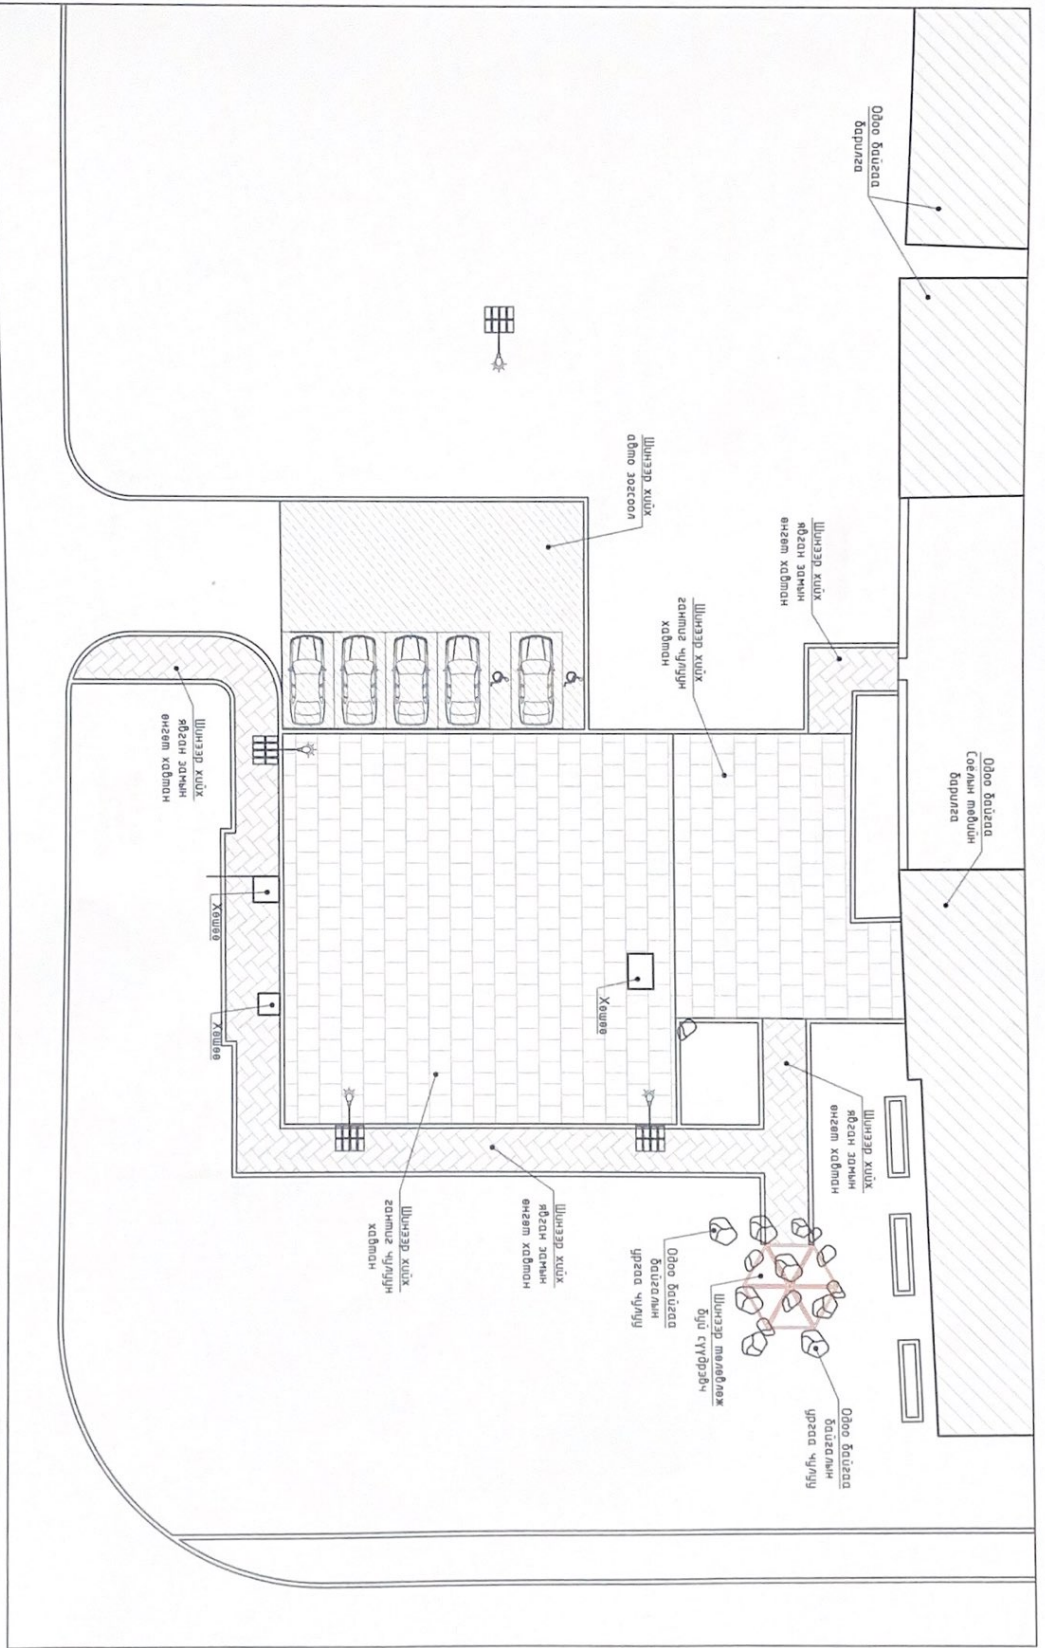 Одоо байгаа
барилга
Шинээр хийх
авто зогсоол
Шинээр хийх
явган замын
өнгөт хавтан
Шинээр хийх
гантиг чулуун
хавтан
Шинээр хийх
явган замын
өнгөт хавтан
Одоо байгаа
Соёлын төвийн
барилга
Хөшөө
Хөшөө
Хөшөө
Шинээр хийх
явган замын
өнгөт хавтан
Шинээр хийх
гантиг чулуун
хавтан
Шинээр хийх
явган замын
өнгөт хавтан
Одоо байгаа
байгалын
ургаа чулуу
Шинээр төлөвлөж
буй сүүдрэвч
Одоо байгаа
байгалын
ургаа чулуу